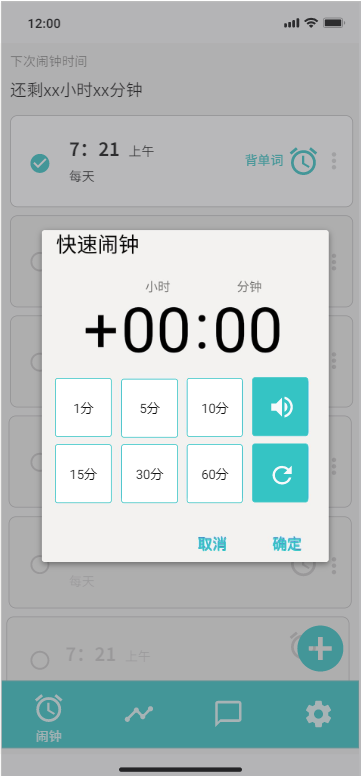 12:00
下次闹钟时间
还剩xx小时xx分钟
7：21 上午
背单词
每天
快速闹钟
小时 分钟
+00:00
1分 5分 10分
15分 30分 60分
取消 确定
每天
7：21 上午
闹钟